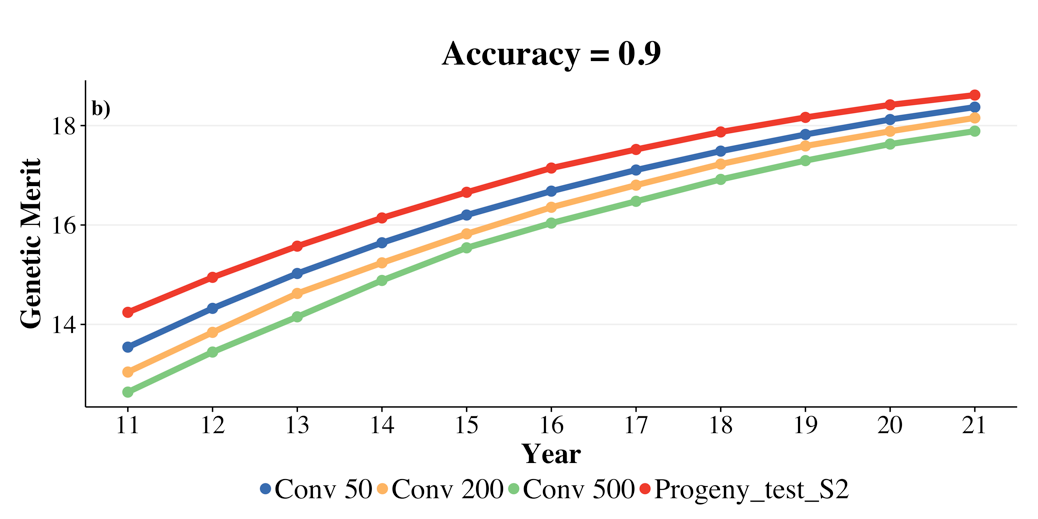 Accuracy = 0.9
b)
18
16
14
Genetic Merit
11 12 13 14 15 16 17 18 19 20 21
Year
Conv 50 Conv 200 Conv 500 Progeny_test_S2